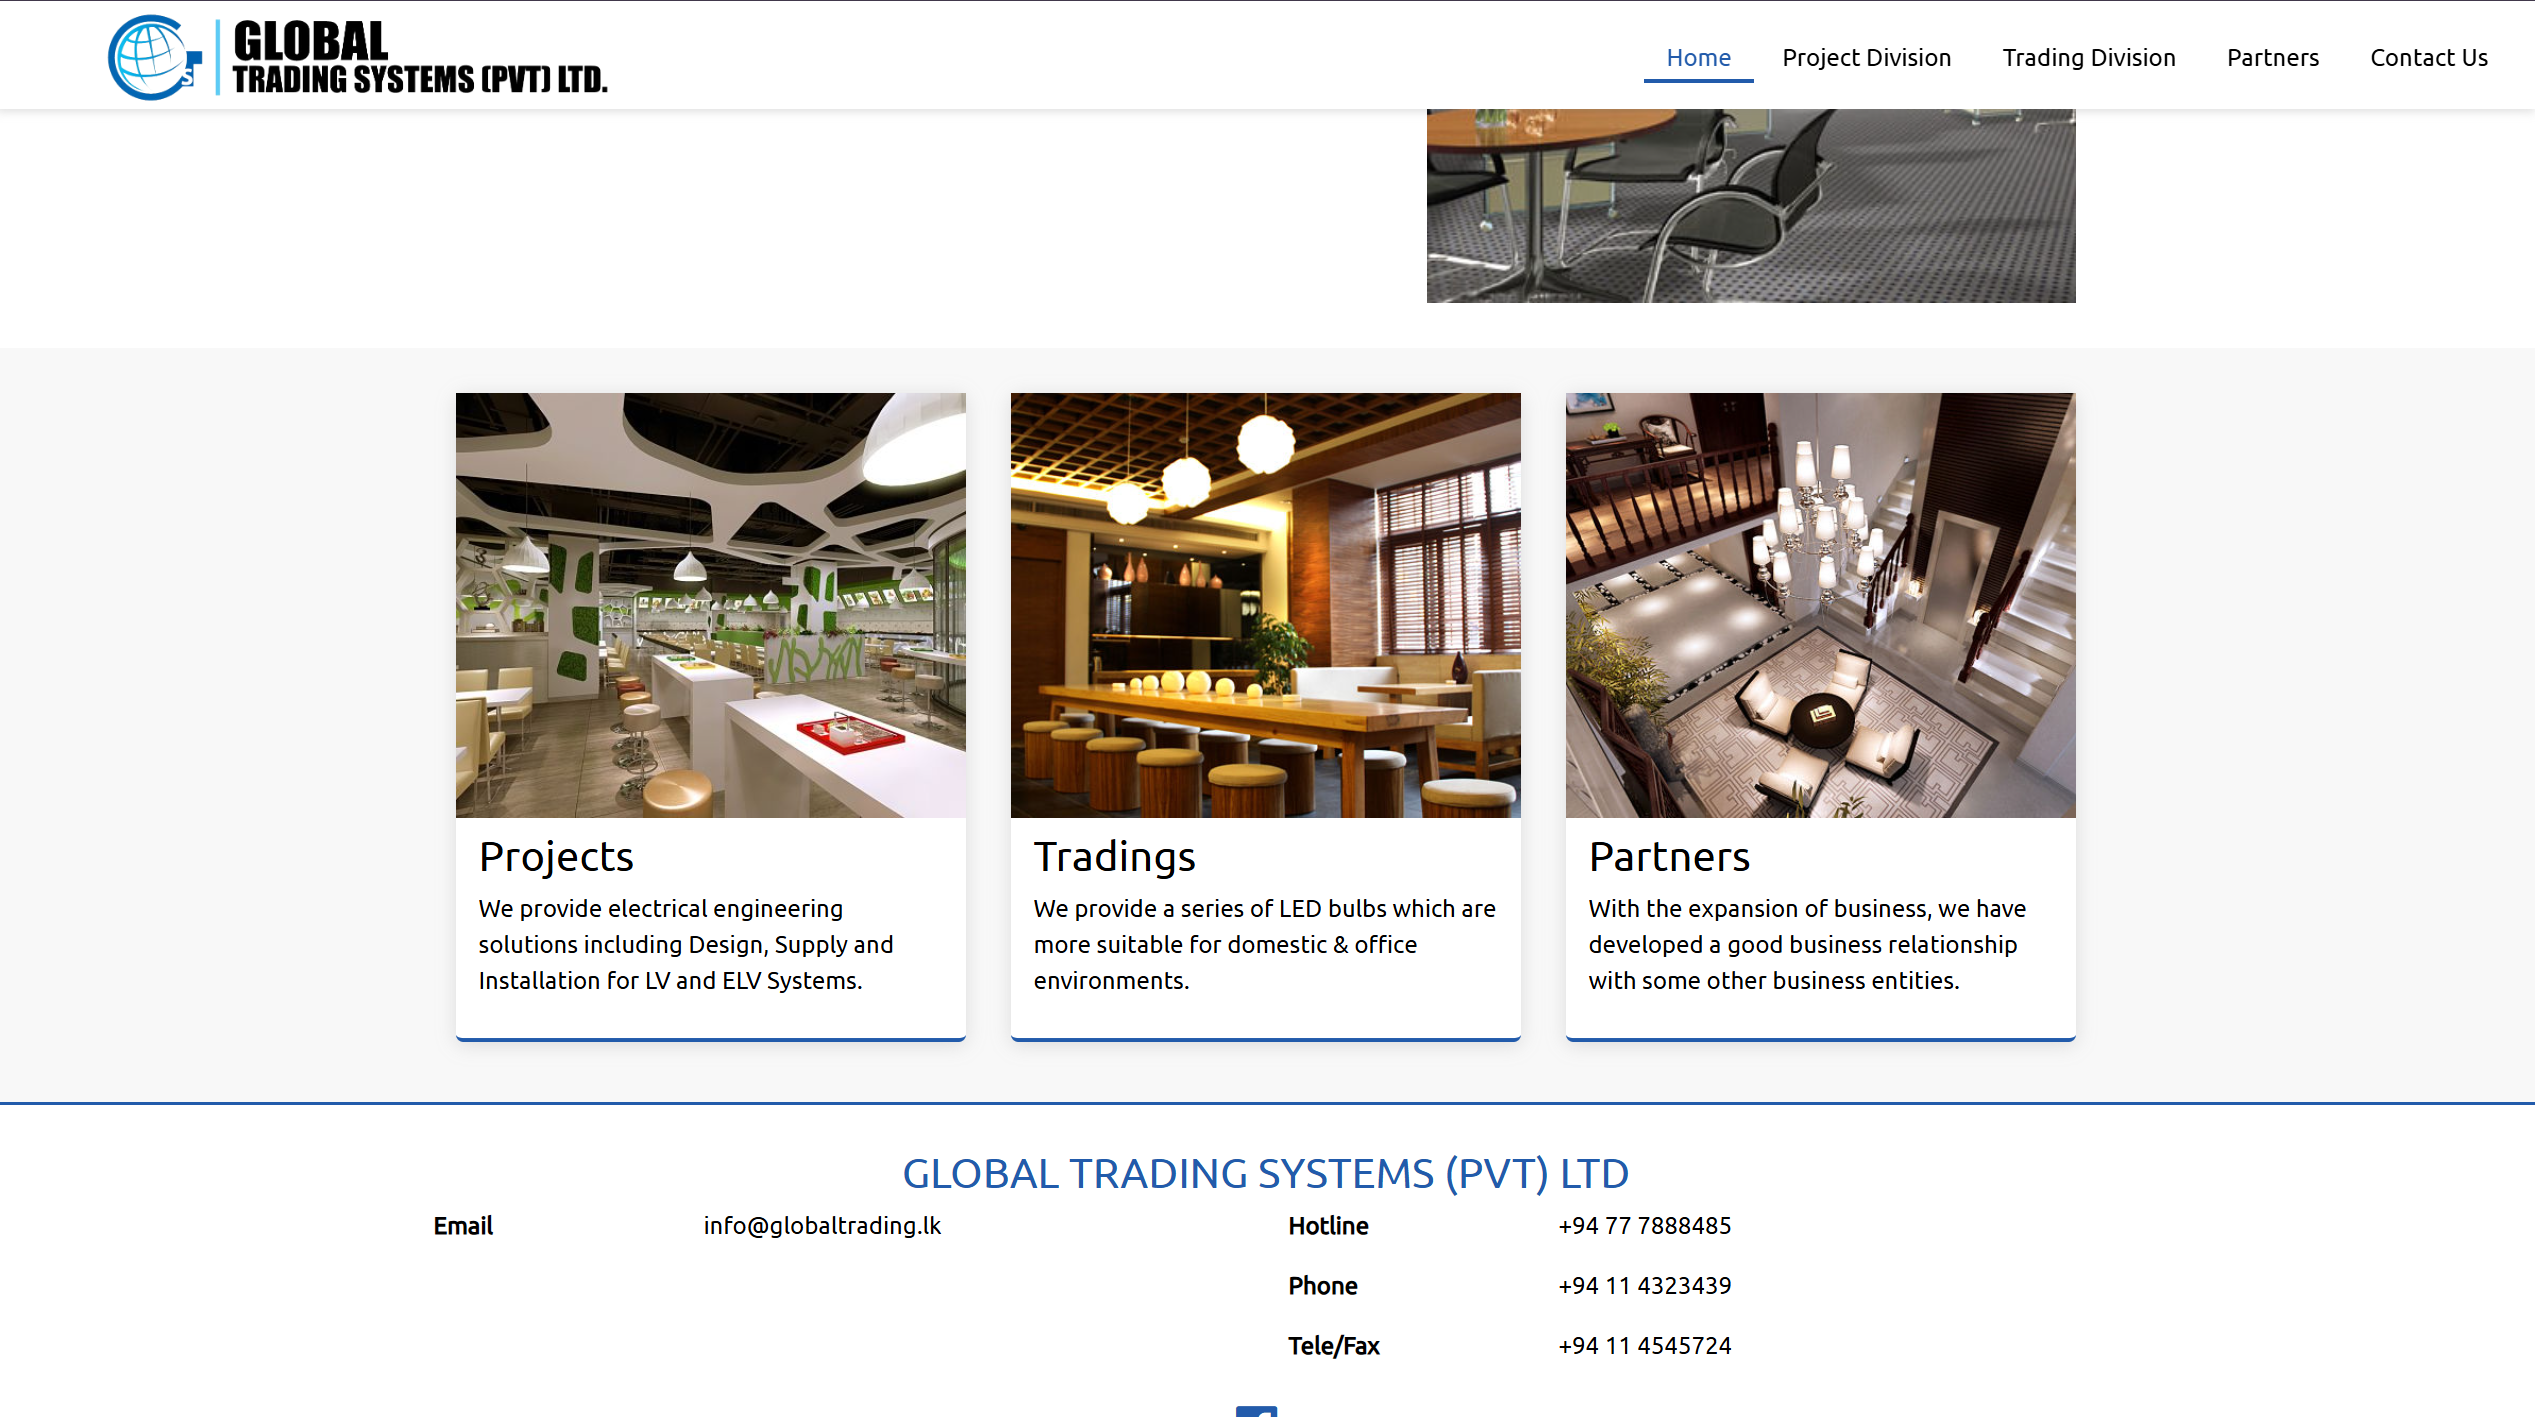 GLOBAL
TRADING SYSTEMS (PVT) LTD.
S
Home
Project Division
Trading Division
Partners
Contact Us
Projects
We provide electrical engineering
solutions including Design, Supply and
Installation for LV and ELV Systems.
Tradings
We provide a series of LED bulbs which are
more suitable for domestic & office
environments.
Partners
With the expansion of business, we have
developed a good business relationship
with some other business entities.
GLOBAL TRADING SYSTEMS (PVT) LTD
Email info@globaltrading.lk
Hotline +94 77 7888485
Phone +94 11 4323439
Tele/Fax +94 11 4545724